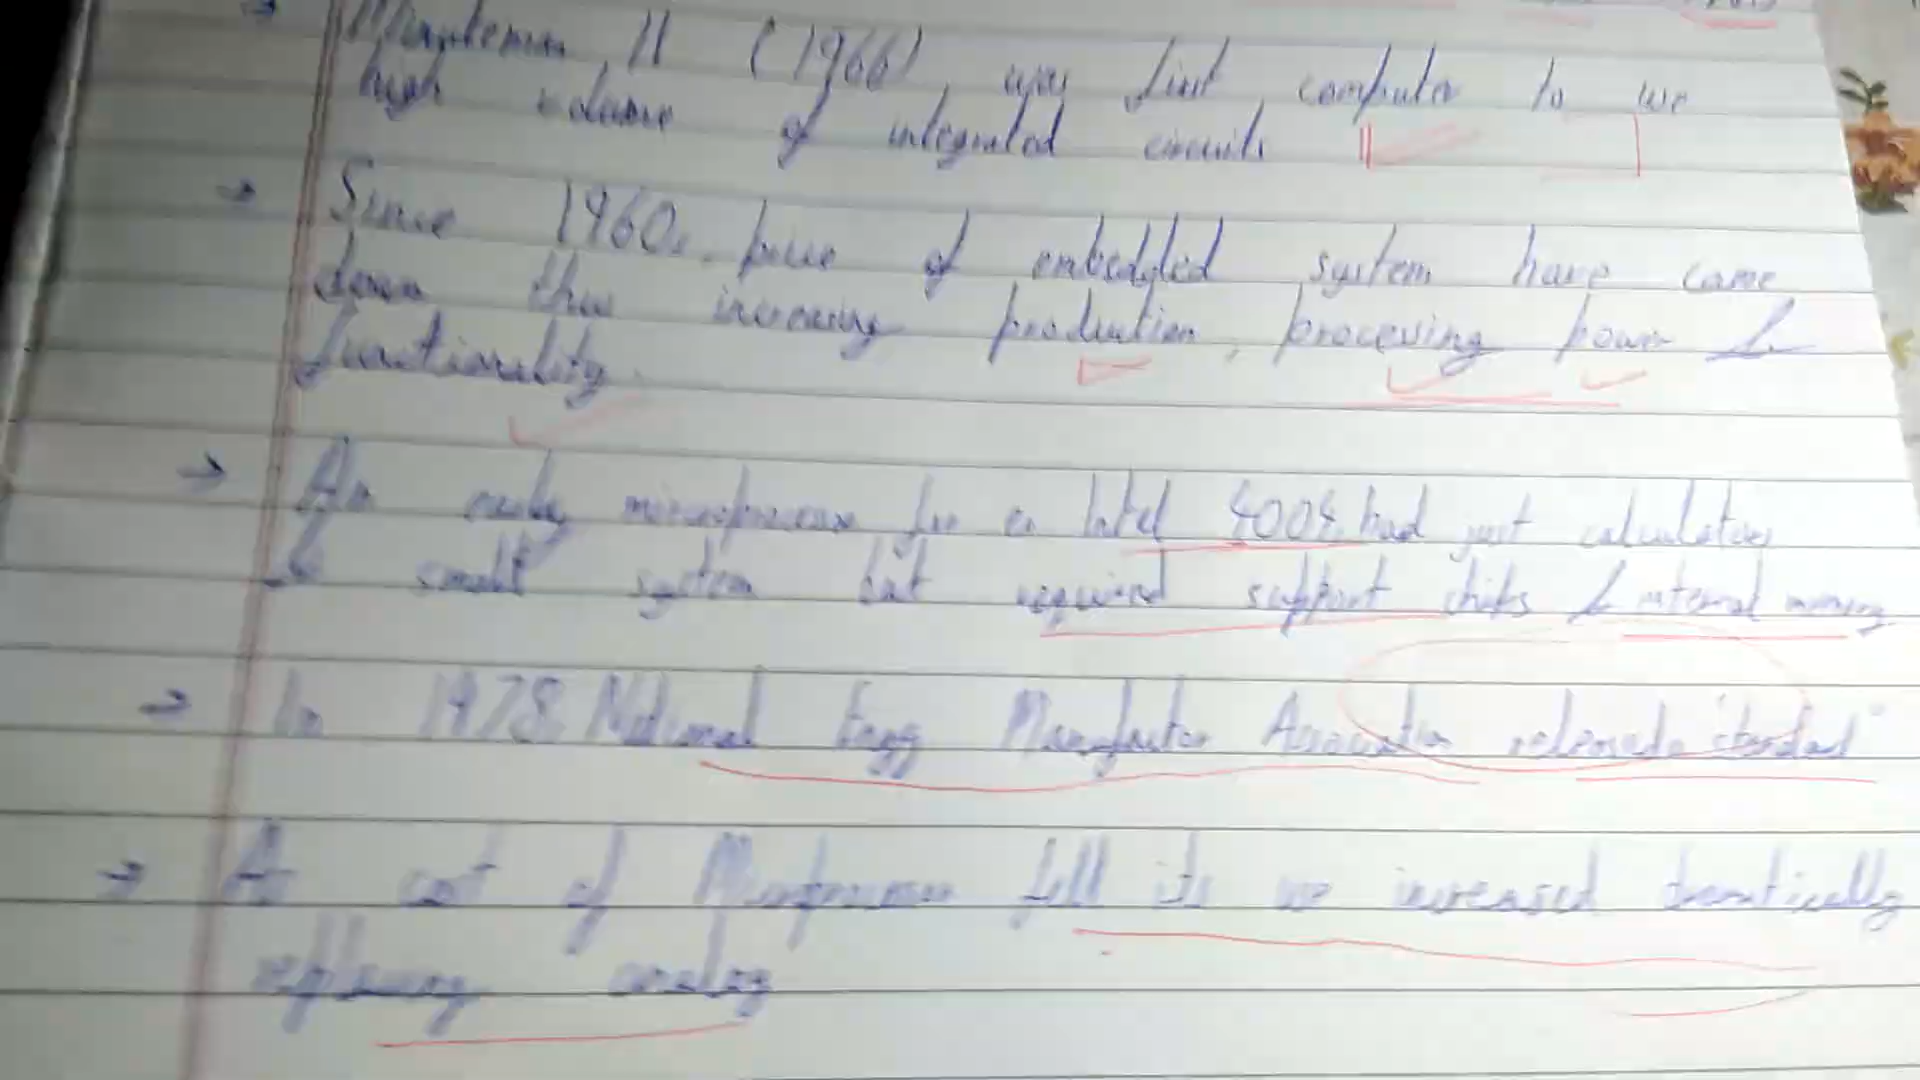 → Minuteman II (1966) was first computer to use
high volume of integrated circuits
→ Since 1960s, price of embedded system have came
down thus increasing production, processing power &
functionality.
→ An early microprocessor for Intel 4004, had just calculators
& small system but required support chips & external memory
→ In 1978 National Engg Manufacturer Association released "standard"
→ As cost of Microprocessor fell its use increased dramatically
replacing analog